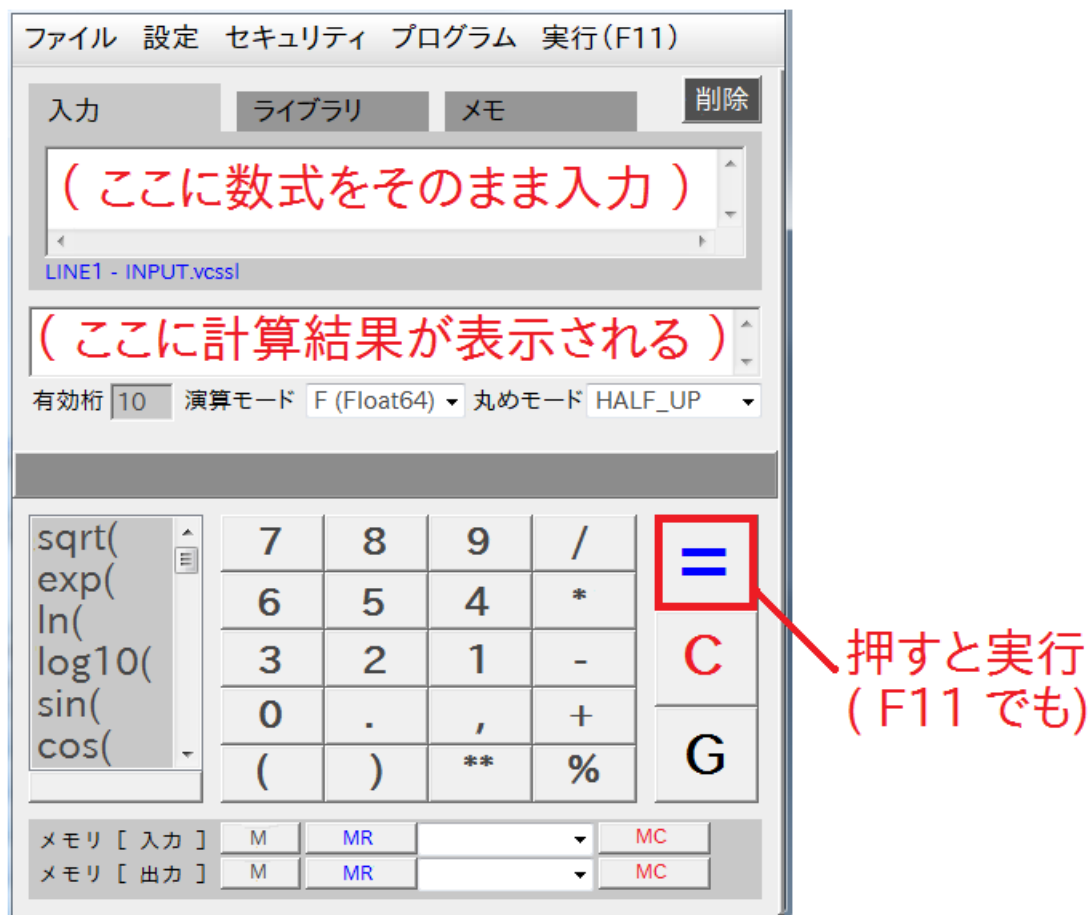 ファイル 設定 セキュリティ プログラム 実行(F11)
入力 ライブラリ メモ 削除
( ここに数式をそのまま入力 )
LINE1 - INPUT.vcssl
( ここに計算結果が表示される )
有効桁 10 演算モード F (Float64) 丸めモード HALF_UP
sqrt(
exp(
ln(
log10(
sin(
cos(
7 8 9 / =
6 5 4 *
3 2 1 - C
0 . , +
( ) ** % G
押すと実行
( F11 でも)
メモリ [ 入力 ] M MR MC
メモリ [ 出力 ] M MR MC